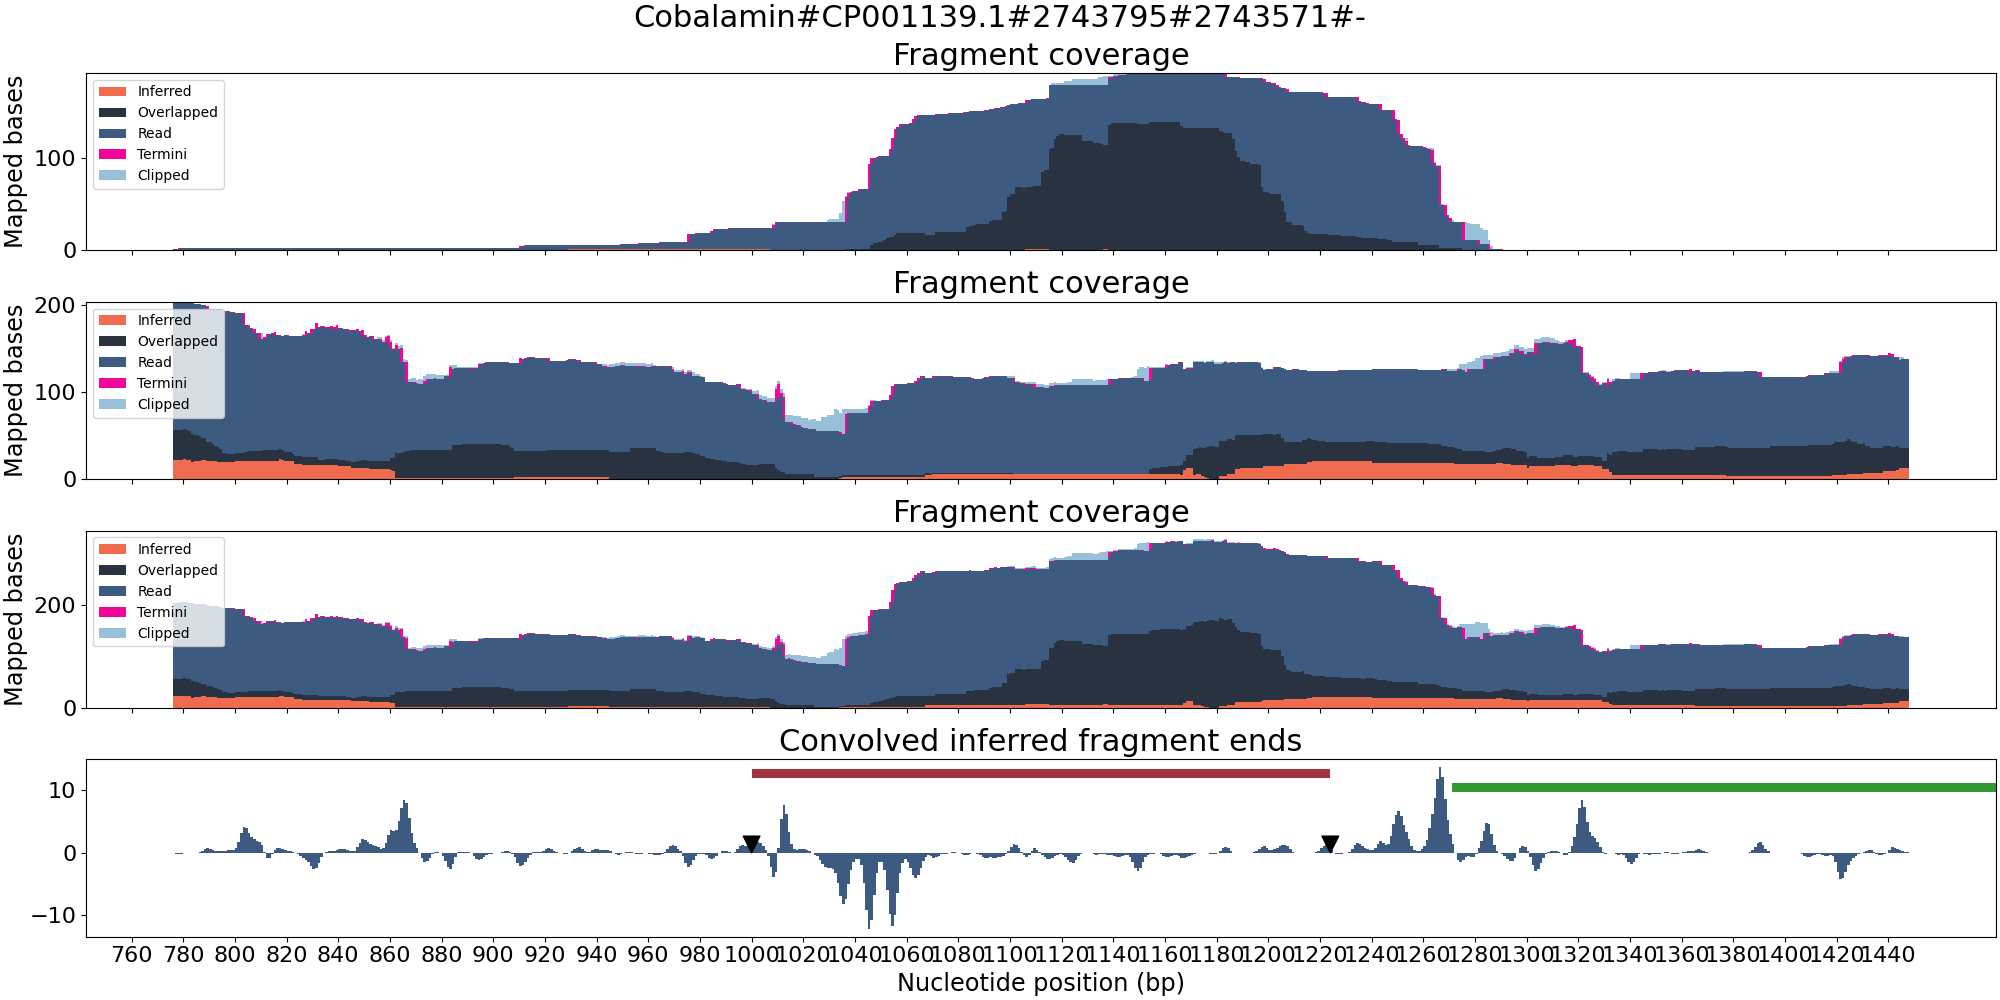 Cobalamin#CP001139.1#2743795#2743571#-
Fragment coverage
Mapped bases
100
0
Inferred
Overlapped
Read
Termini
Clipped
Fragment coverage
Mapped bases
200
100
0
Inferred
Overlapped
Read
Termini
Clipped
Fragment coverage
Mapped bases
200
0
Inferred
Overlapped
Read
Termini
Clipped
Convolved inferred fragment ends
10
0
−10
760 780 800 820 840 860 880 900 920 940 960 980 1000 1020 1040 1060 1080 1100 1120 1140 1160 1180 1200 1220 1240 1260 1280 1300 1320 1340 1360 1380 1400 1420 1440
Nucleotide position (bp)